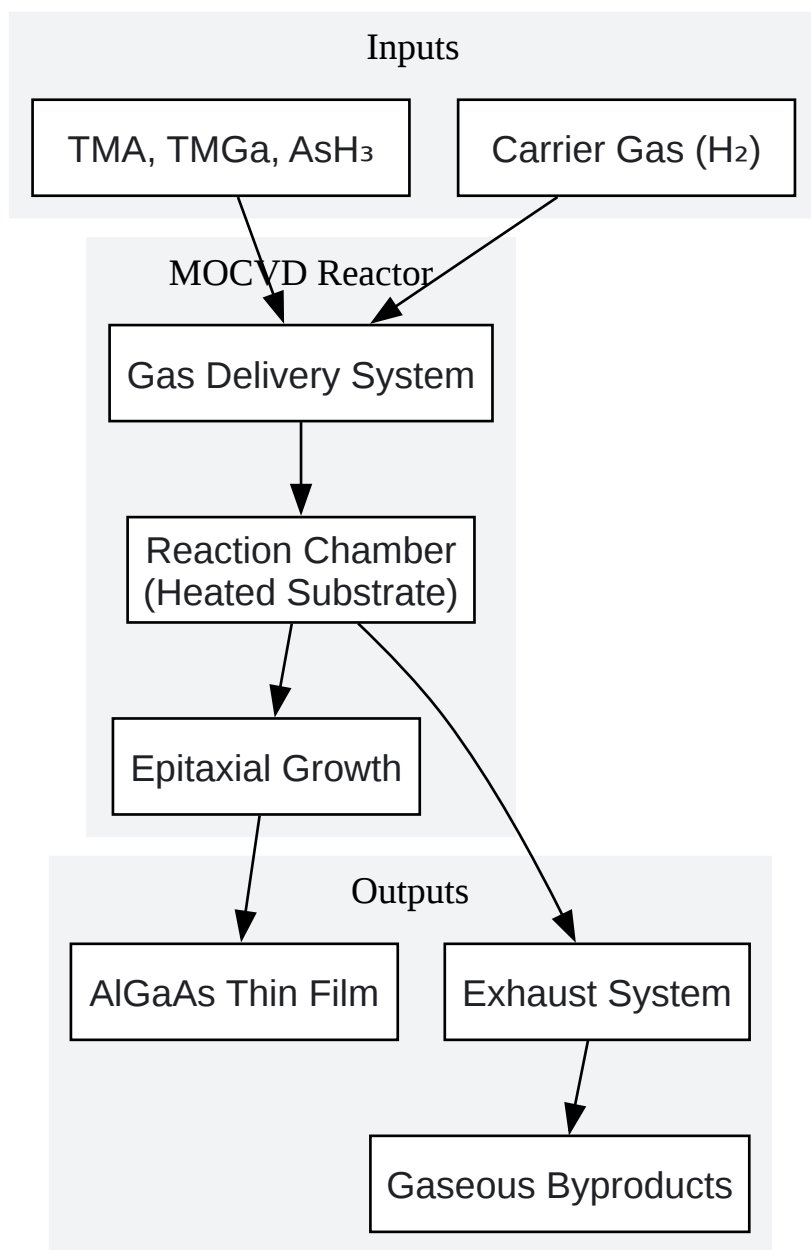 Inputs
TMA, TMGa, AsH₃
Carrier Gas (H₂)
MOCVD Reactor
Gas Delivery System
Reaction Chamber
(Heated Substrate)
Epitaxial Growth
Outputs
AlGaAs Thin Film
Exhaust System
Gaseous Byproducts